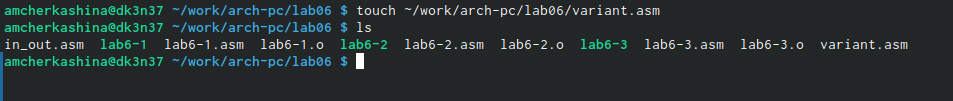 amcherkashina@dk3n37 ~/work/arch-pc/lab06 $ touch ~/work/arch-pc/lab06/variant.asm
amcherkashina@dk3n37 ~/work/arch-pc/lab06 $ ls
in_out.asm lab6-1 lab6-1.asm lab6-1.o lab6-2 lab6-2.asm lab6-2.o lab6-3 lab6-3.asm lab6-3.o variant.asm
amcherkashina@dk3n37 ~/work/arch-pc/lab06 $